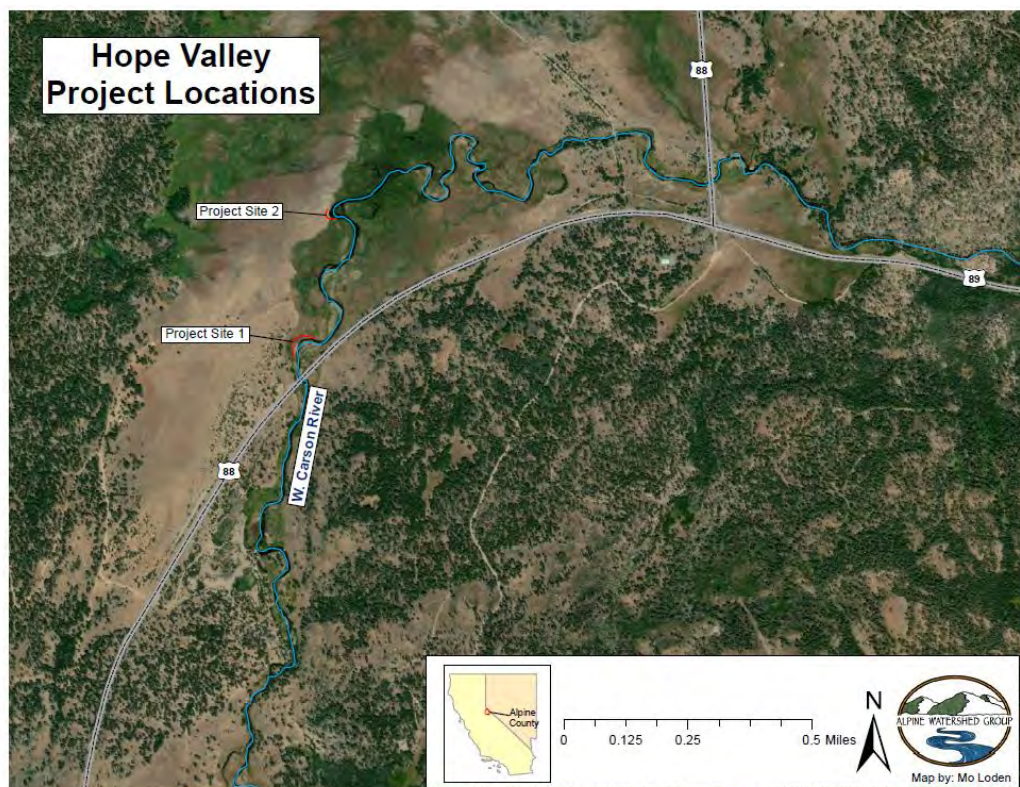 Hope Valley
Project Locations
88
Project Site 2
89
Project Site 1
W. Carson River
88
Alpine
County
N
0
0.125
0.25
0.5 Miles
ALPINE WATERSHED GROUP
Map by: Mo Loden